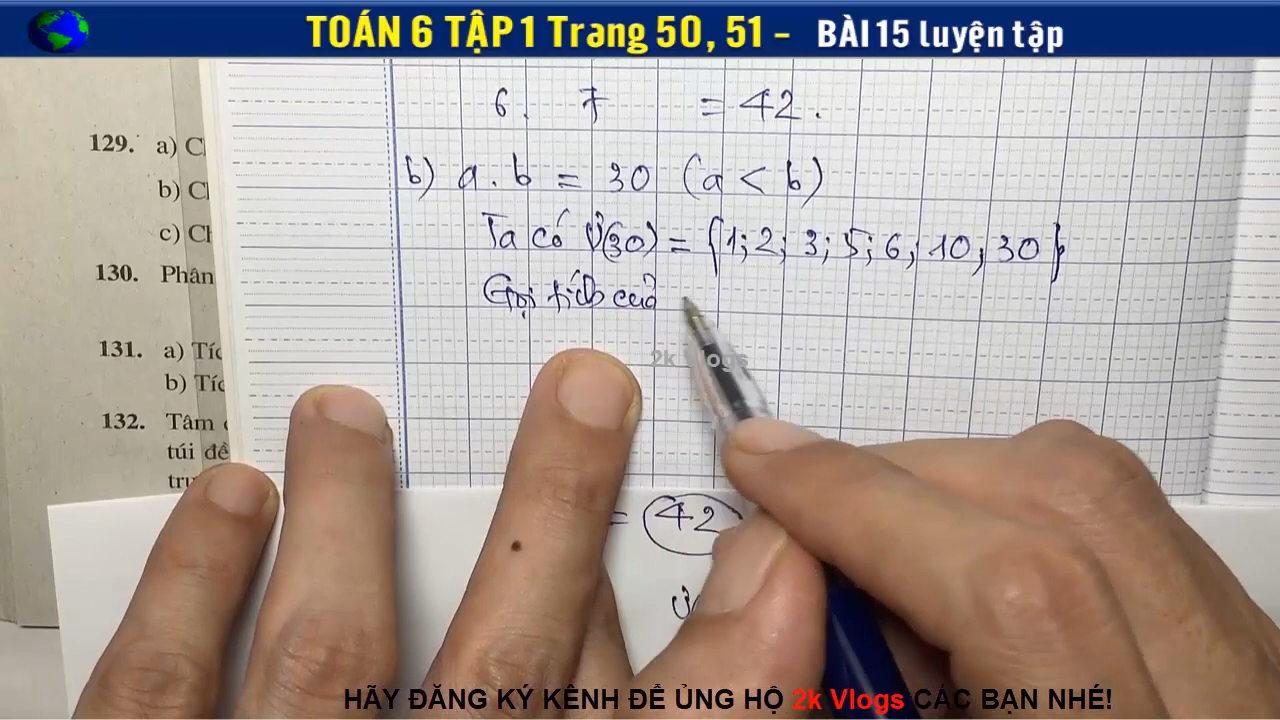 TOÁN 6 TẬP 1 Trang 50, 51 - BÀI 15 luyện tập
6. 7 = 42.
b) a.b = 30 (a < b)
Ta có Ư(30) = {1; 2; 3; 5; 6; 10; 30}
Gọi tích của
129. a) C
b) C
c) Ch
130. Phân
131. a) Tíc
b) Tíc
132. Tâm
túi đề
2k Vlogs
= 42
HÃY ĐĂNG KÝ KÊNH ĐỂ ỦNG HỘ 2k Vlogs CÁC BẠN NHÉ!